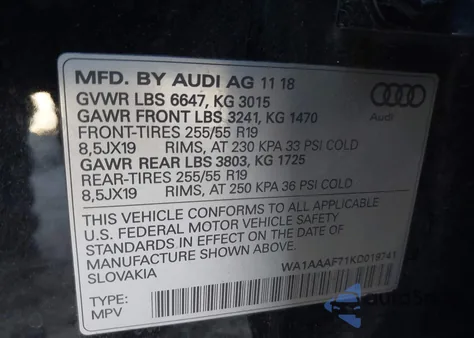 MFD. BY AUDI AG 11 18
GVWR LBS 6647, KG 3015
GAWR FRONT LBS 3241, KG 1470
FRONT-TIRES 255/55 R19
8,5JX19 RIMS, AT 230 KPA 33 PSI COLD
GAWR REAR LBS 3803, KG 1725
REAR-TIRES 255/55 R19
8,5JX19 RIMS, AT 250 KPA 36 PSI COLD
THIS VEHICLE CONFORMS TO ALL APPLICABLE
U.S. FEDERAL MOTOR VEHICLE SAFETY
STANDARDS IN EFFECT ON THE DATE OF
MANUFACTURE SHOWN ABOVE.
SLOVAKIA
WA1AAAF71KD019741
TYPE:
MPV
Audi